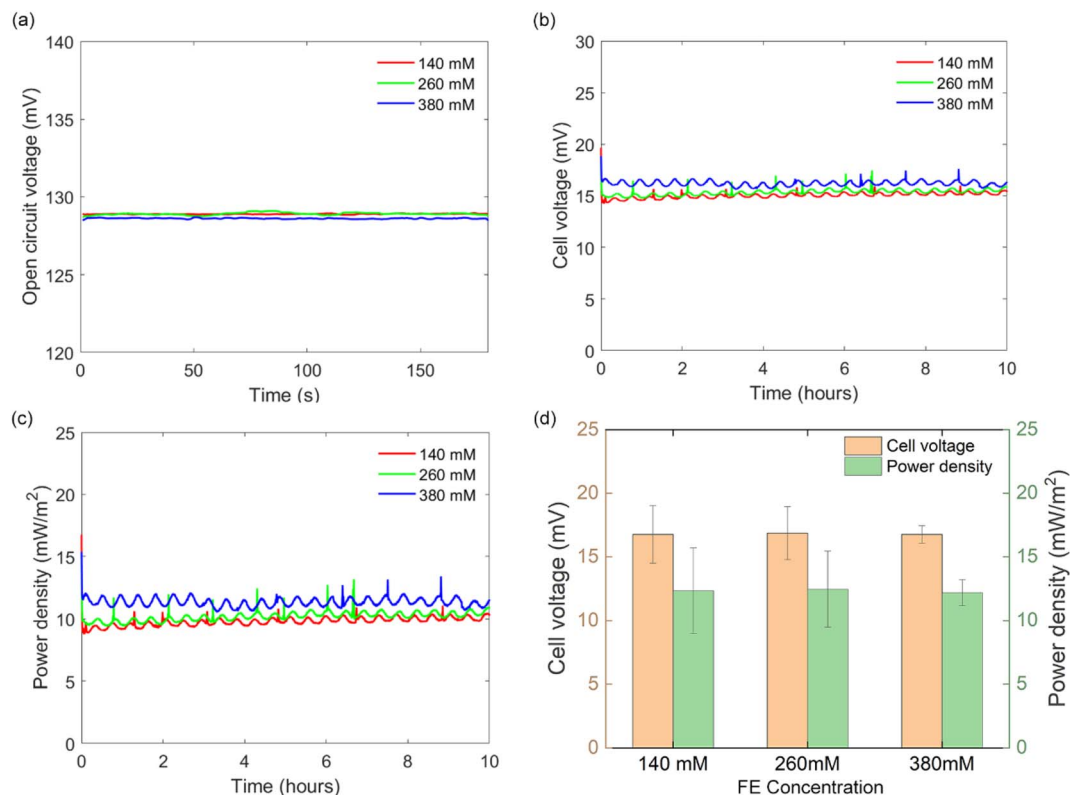 (a)
140
135
130
125
120
Open circuit voltage (mV)
140 mM
260 mM
380 mM
0
50
100
150
Time (s)
(b)
30
25
20
15
10
5
0
Cell voltage (mV)
140 mM
260 mM
380 mM
0
2
4
6
8
10
Time (hours)
(c)
25
20
15
10
5
0
Power density (mW/m²)
140 mM
260 mM
380 mM
0
2
4
6
8
10
Time (hours)
(d)
25
20
15
10
5
0
Cell voltage (mV)
Cell voltage
Power density
25
20
15
10
5
0
Power density (mW/m²)
140 mM
260mM
380mM
FE Concentration